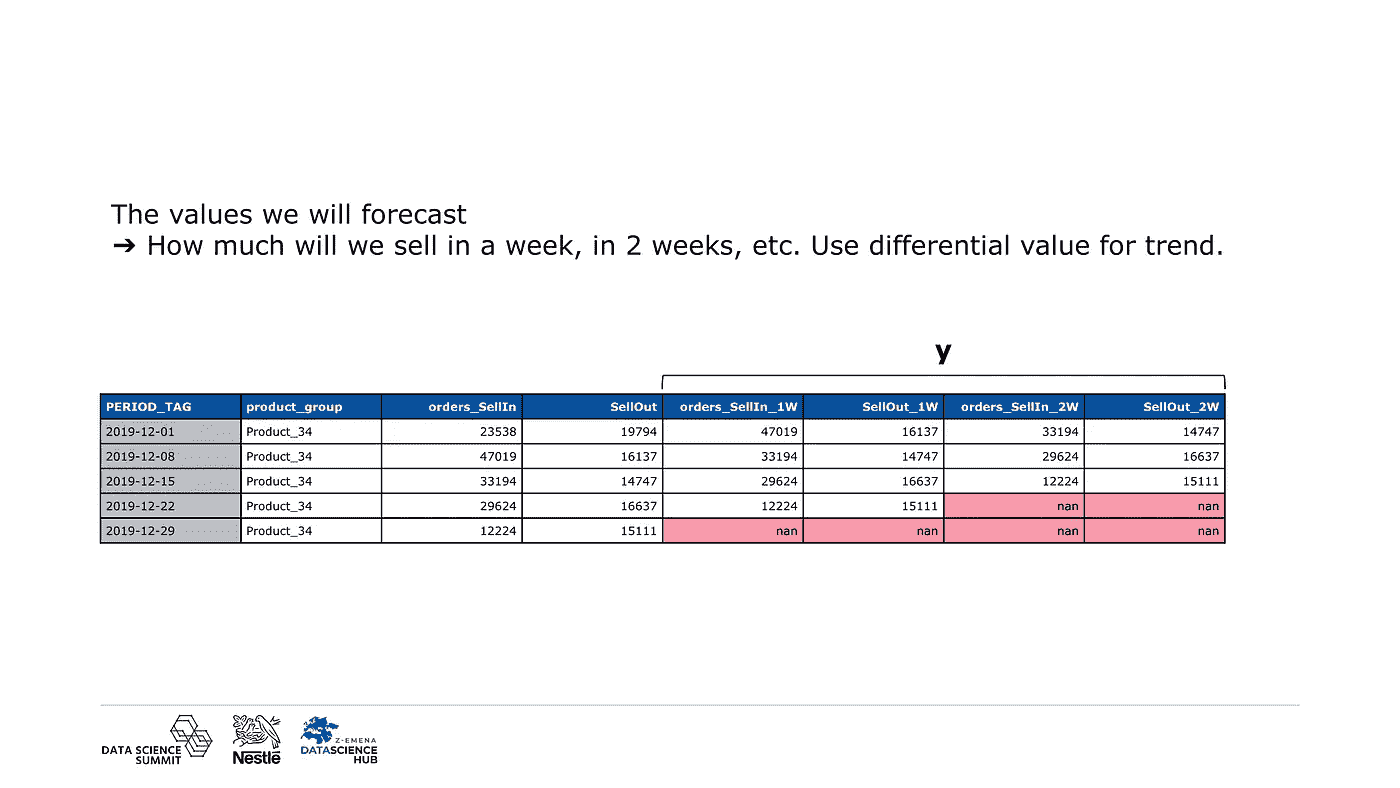 The values we will forecast
➔ How much will we sell in a week, in 2 weeks, etc. Use differential value for trend.
y
PERIOD_TAG product_group orders_SellIn SellOut orders_SellIn_1W SellOut_1W orders_SellIn_2W SellOut_2W
2019-12-01 Product_34 23538 19794 47019 16137 33194 14747
2019-12-08 Product_34 47019 16137 33194 14747 29624 16637
2019-12-15 Product_34 33194 14747 29624 16637 12224 15111
2019-12-22 Product_34 29624 16637 12224 15111 nan nan
2019-12-29 Product_34 12224 15111 nan nan nan nan
DATA SCIENCE
SUMMIT
Nestlé
Z-EMENA
DATASCIENCE
HUB